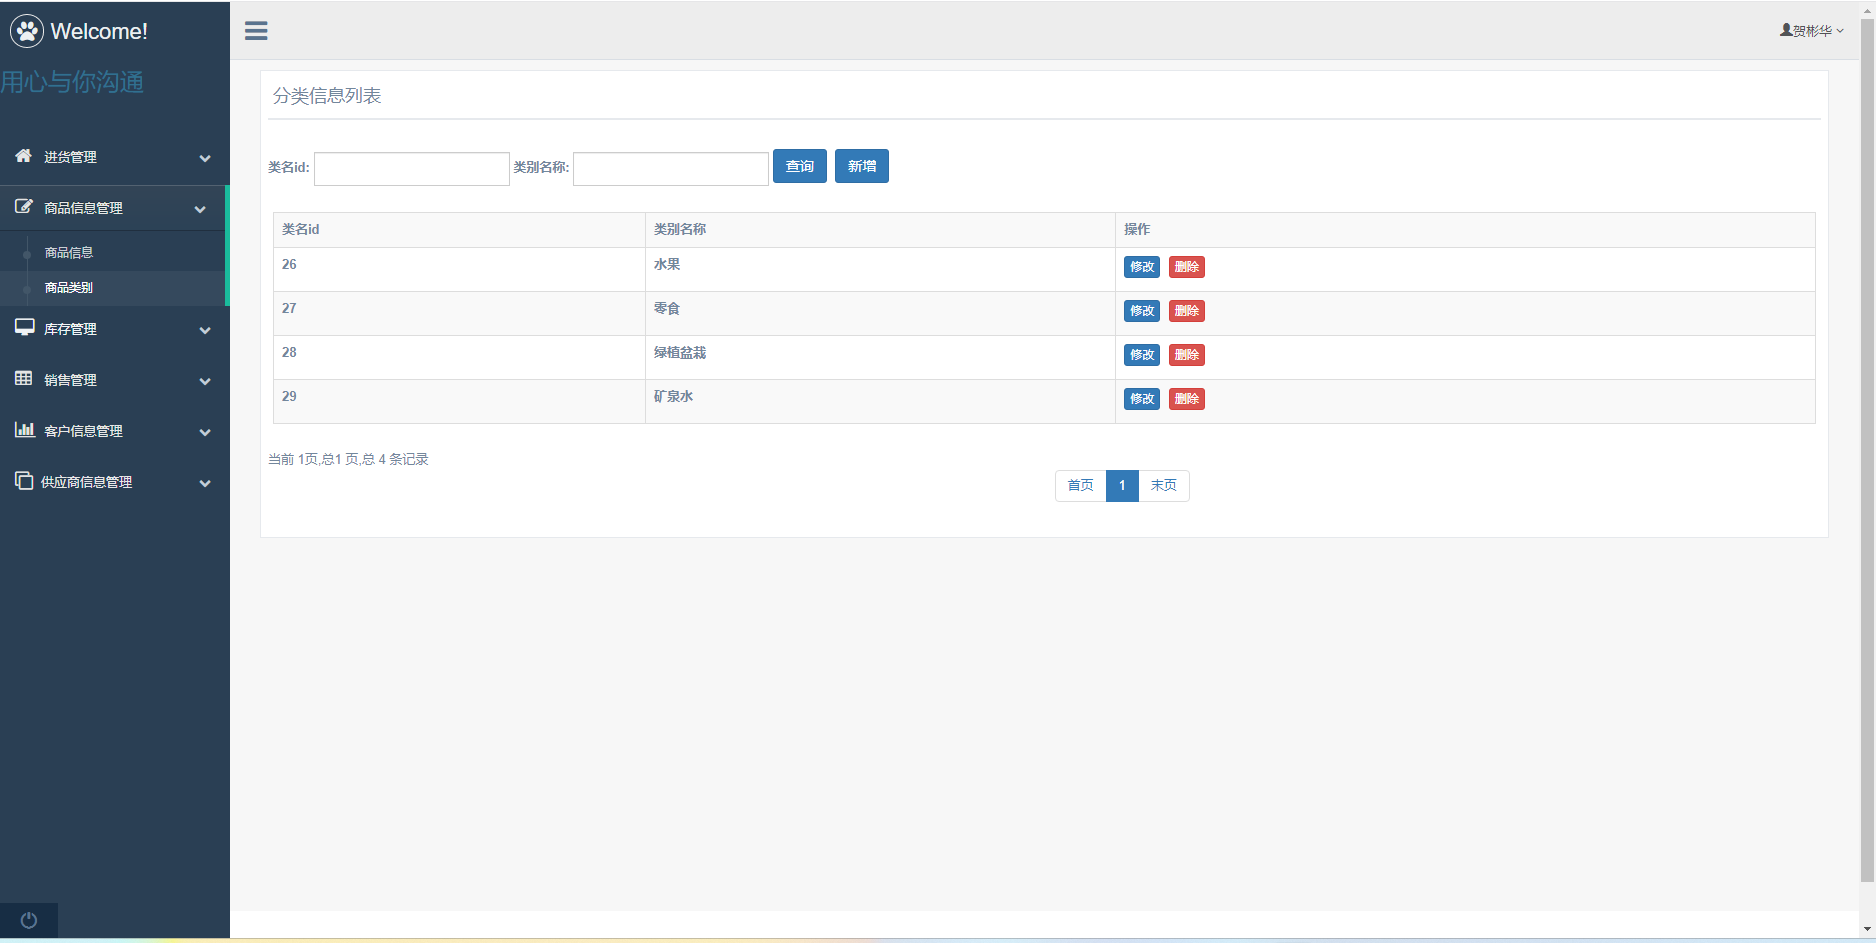 Welcome!
贺彬华
用心与你沟通
进货管理
商品信息管理
商品信息
商品类别
库存管理
销售管理
客户信息管理
供应商信息管理
分类信息列表
类名id: 类别名称: 查询 新增
类名id 类别名称 操作
26 水果 修改 删除
27 零食 修改 删除
28 绿植盆栽 修改 删除
29 矿泉水 修改 删除
当前 1页,总1 页,总 4 条记录
首页 1 末页